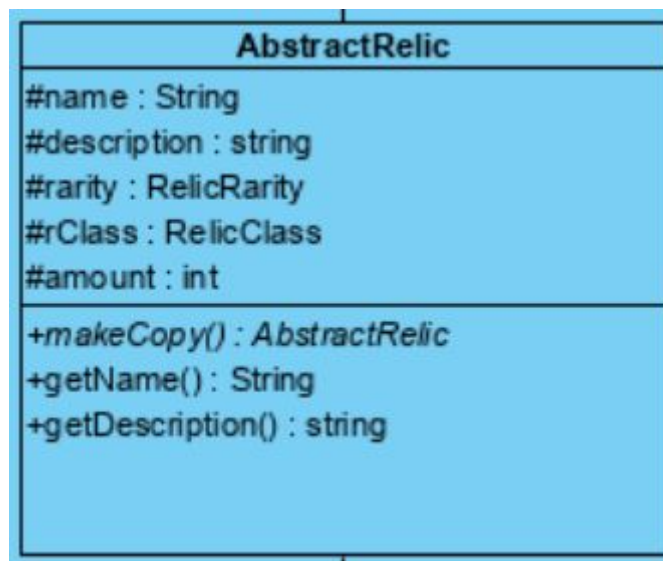 AbstractRelic
#name : String
#description : string
#rarity : RelicRarity
#rClass : RelicClass
#amount : int
+makeCopy() : AbstractRelic
+getName() : String
+getDescription() : string